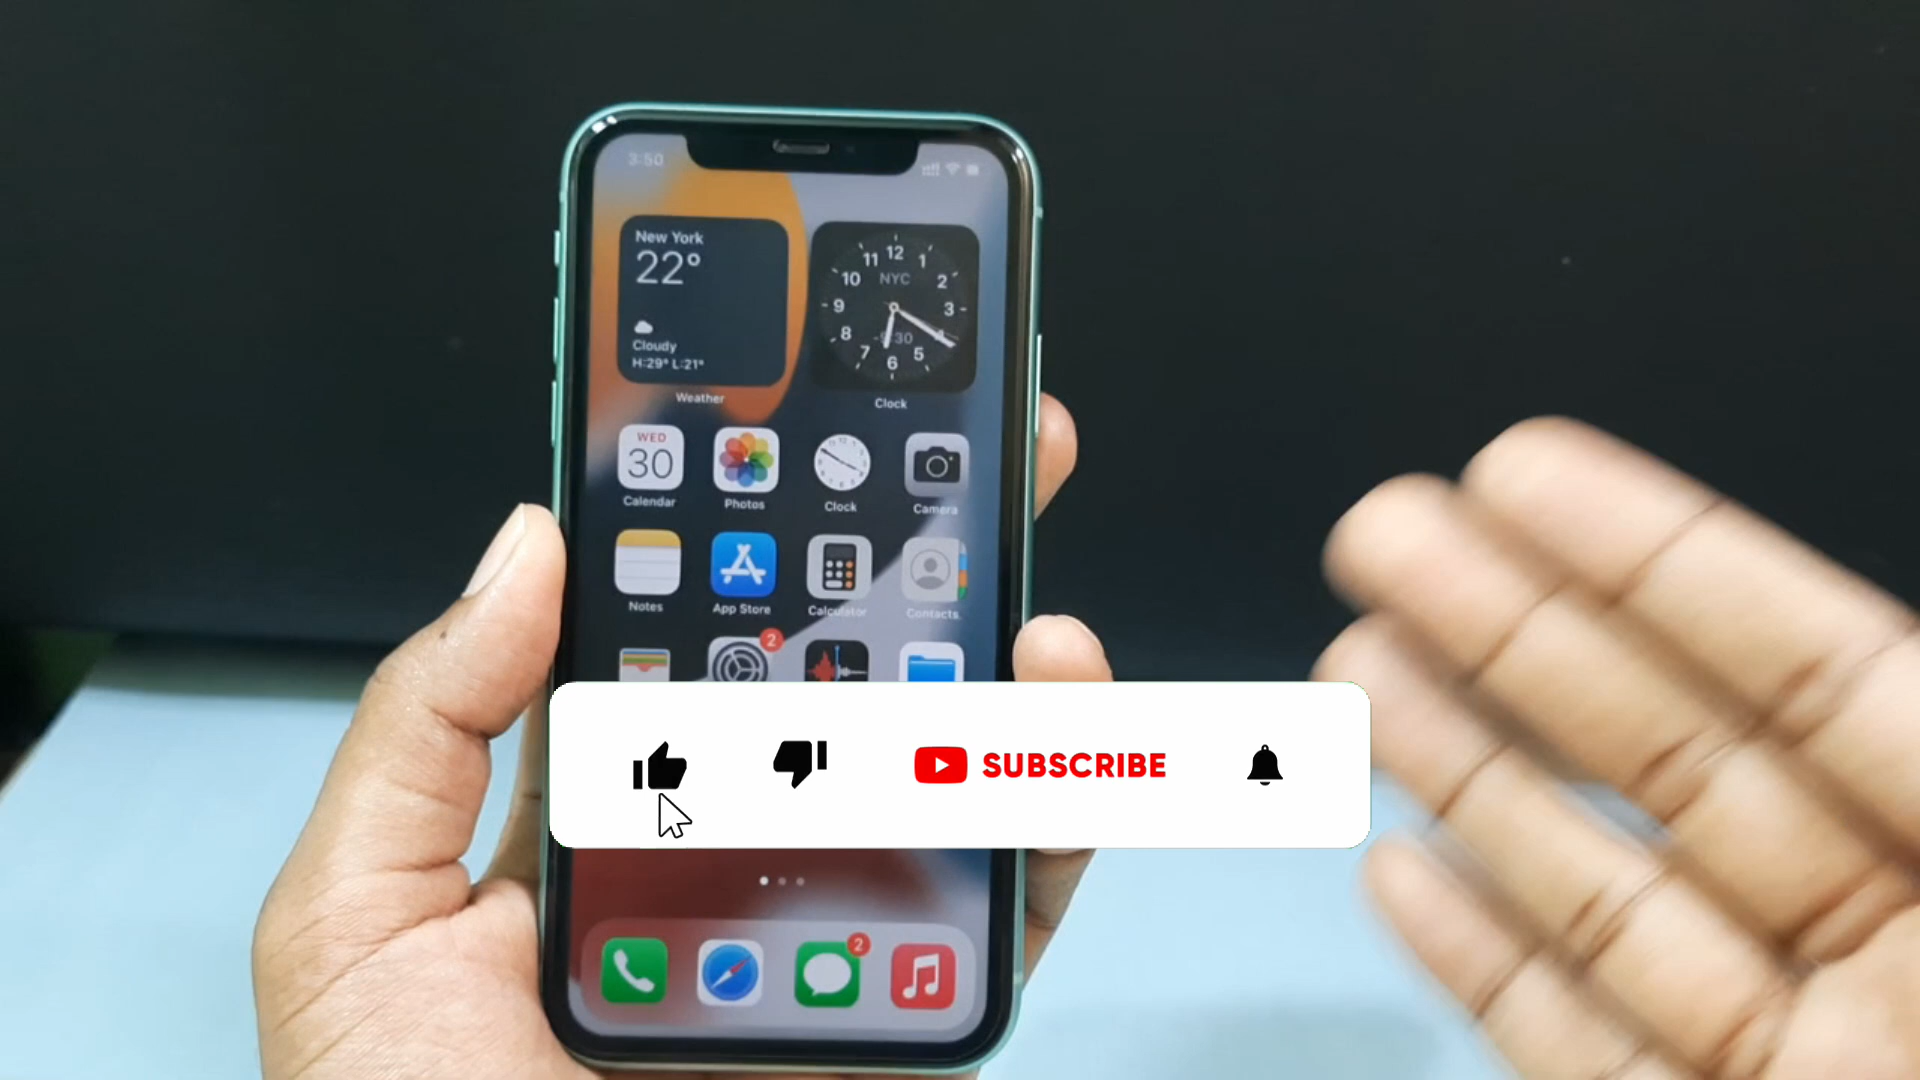 3:50
New York
22°
Cloudy
H:29° L:21°
Weather
12
11
1
10
NYC
2
9
3
8
4
7
5
6
Clock
WED
30
Calendar
Photos
Clock
Camera
Notes
App Store
Calculator
Contacts
2
SUBSCRIBE
2